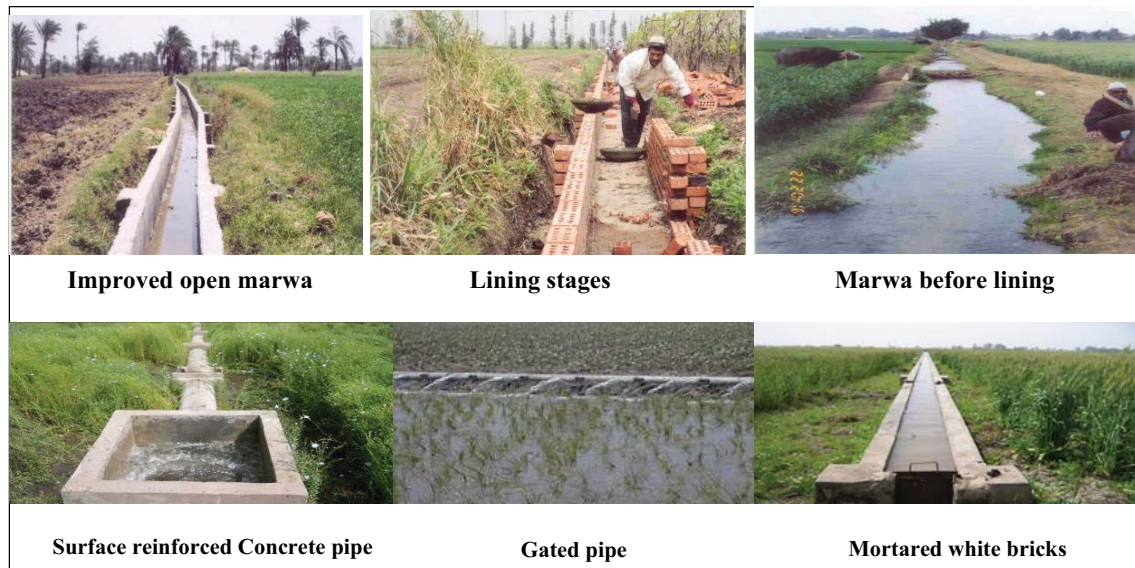 Improved open marwa
Lining stages
Marwa before lining
Surface reinforced Concrete pipe
Gated pipe
Mortared white bricks